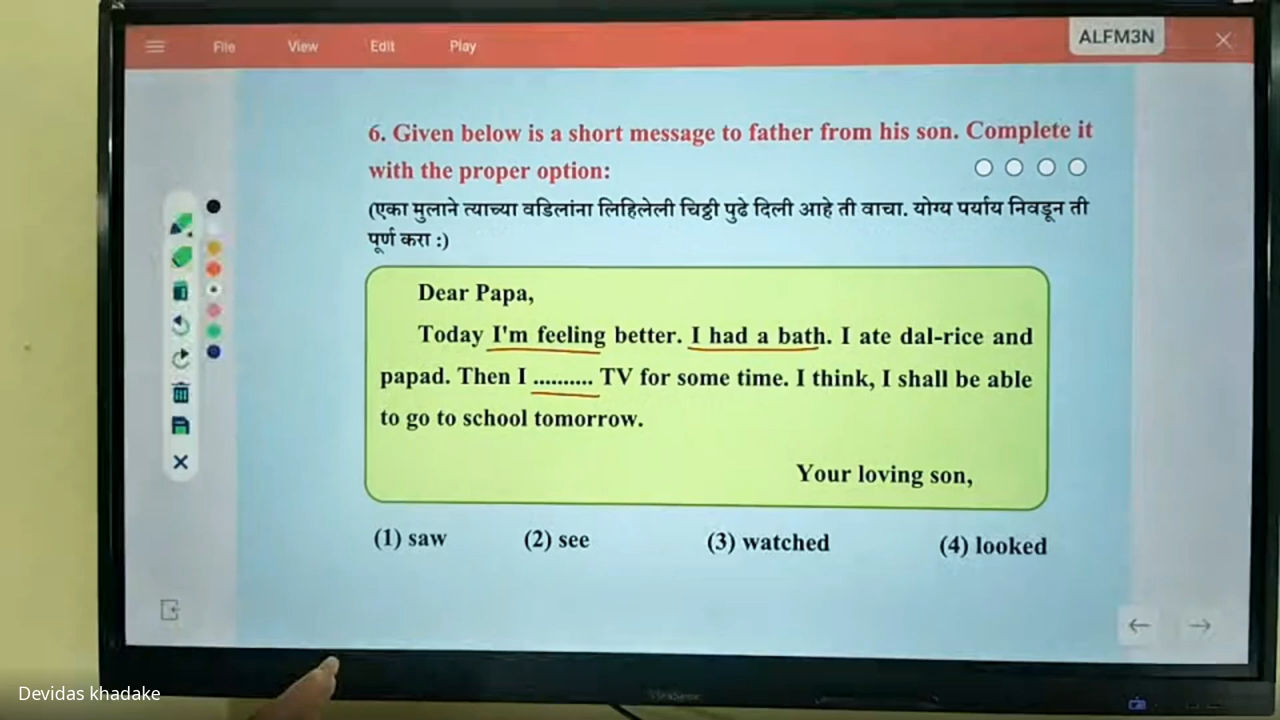 File View Edit Play ALFM3N
6. Given below is a short message to father from his son. Complete it
with the proper option:
(एका मुलाने त्याच्या वडिलांना लिहिलेली चिठ्ठी पुढे दिली आहे ती वाचा. योग्य पर्याय निवडून ती
पूर्ण करा :)
Dear Papa,
Today I'm feeling better. I had a bath. I ate dal-rice and
papad. Then I .......... TV for some time. I think, I shall be able
to go to school tomorrow.
Your loving son,
(1) saw (2) see (3) watched (4) looked
Devidas khadake